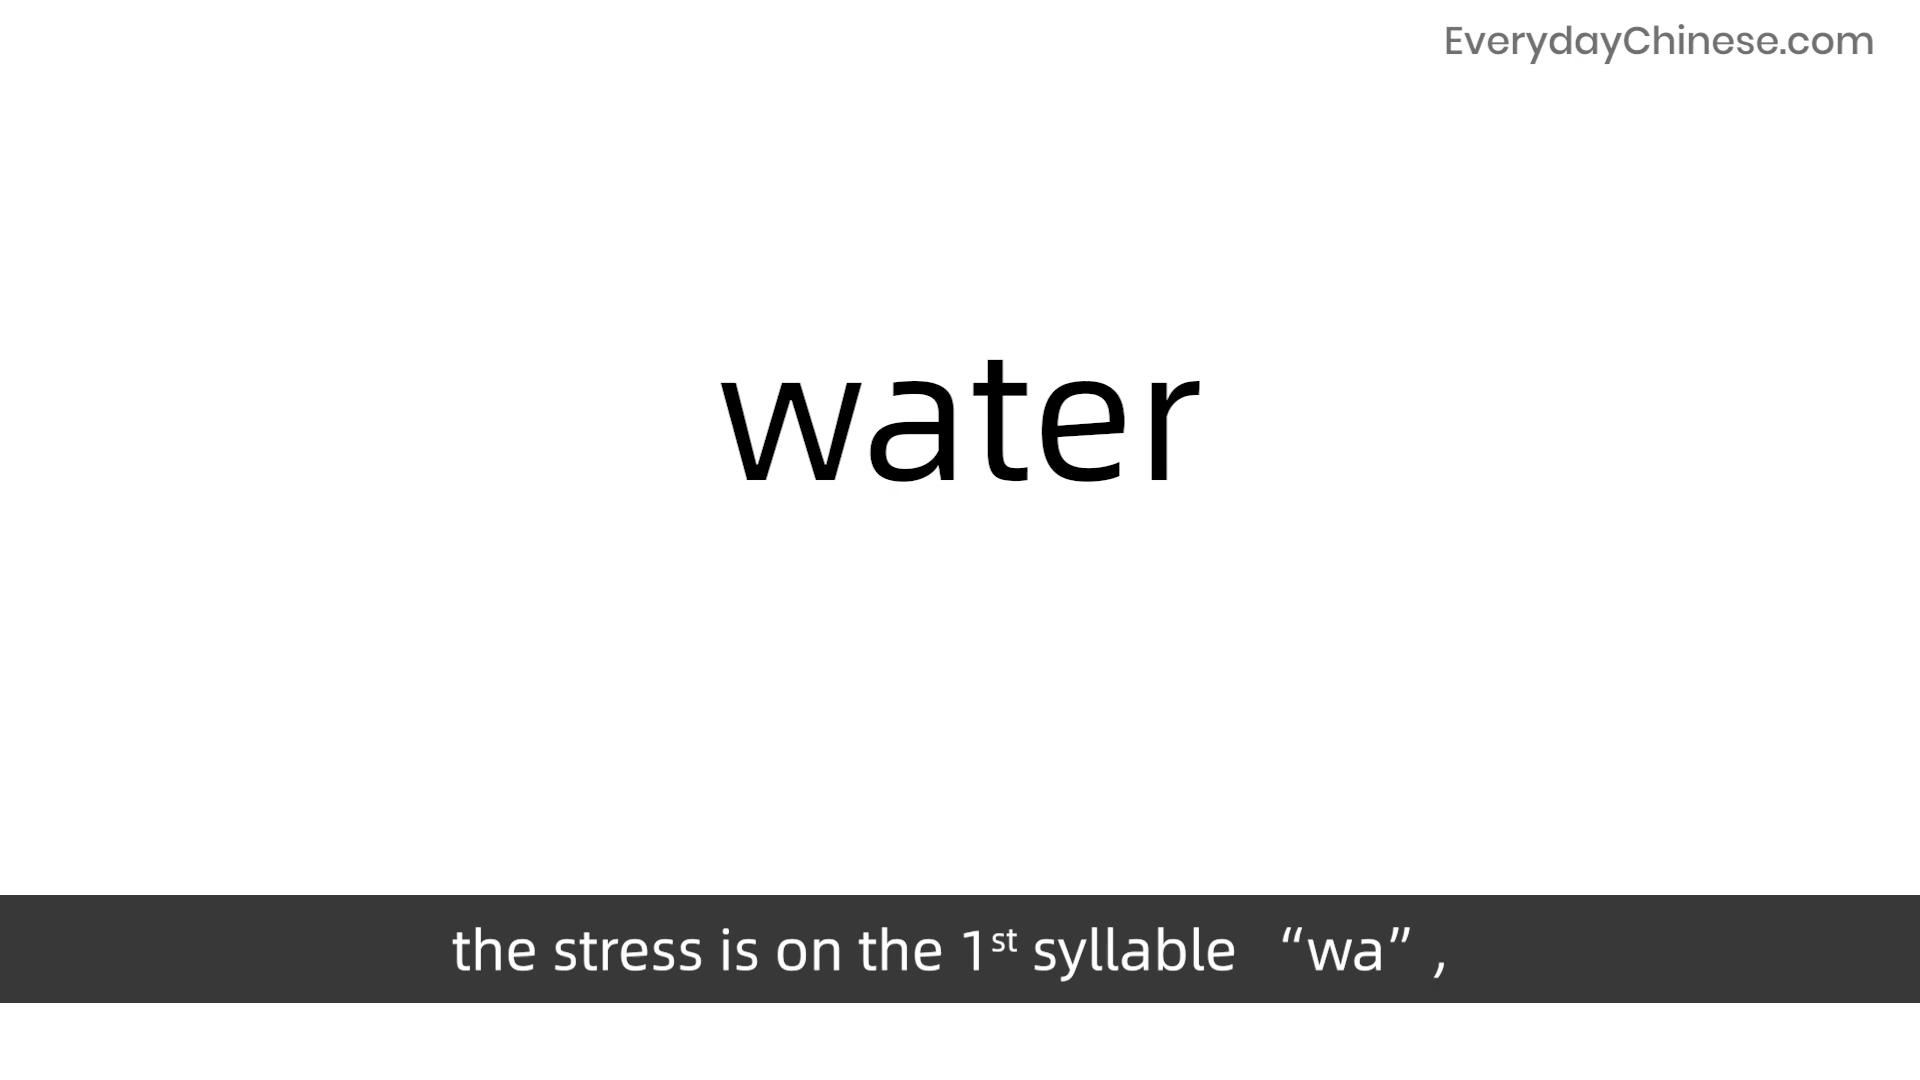 EverydayChinese.com
water
the stress is on the 1st syllable “wa”,